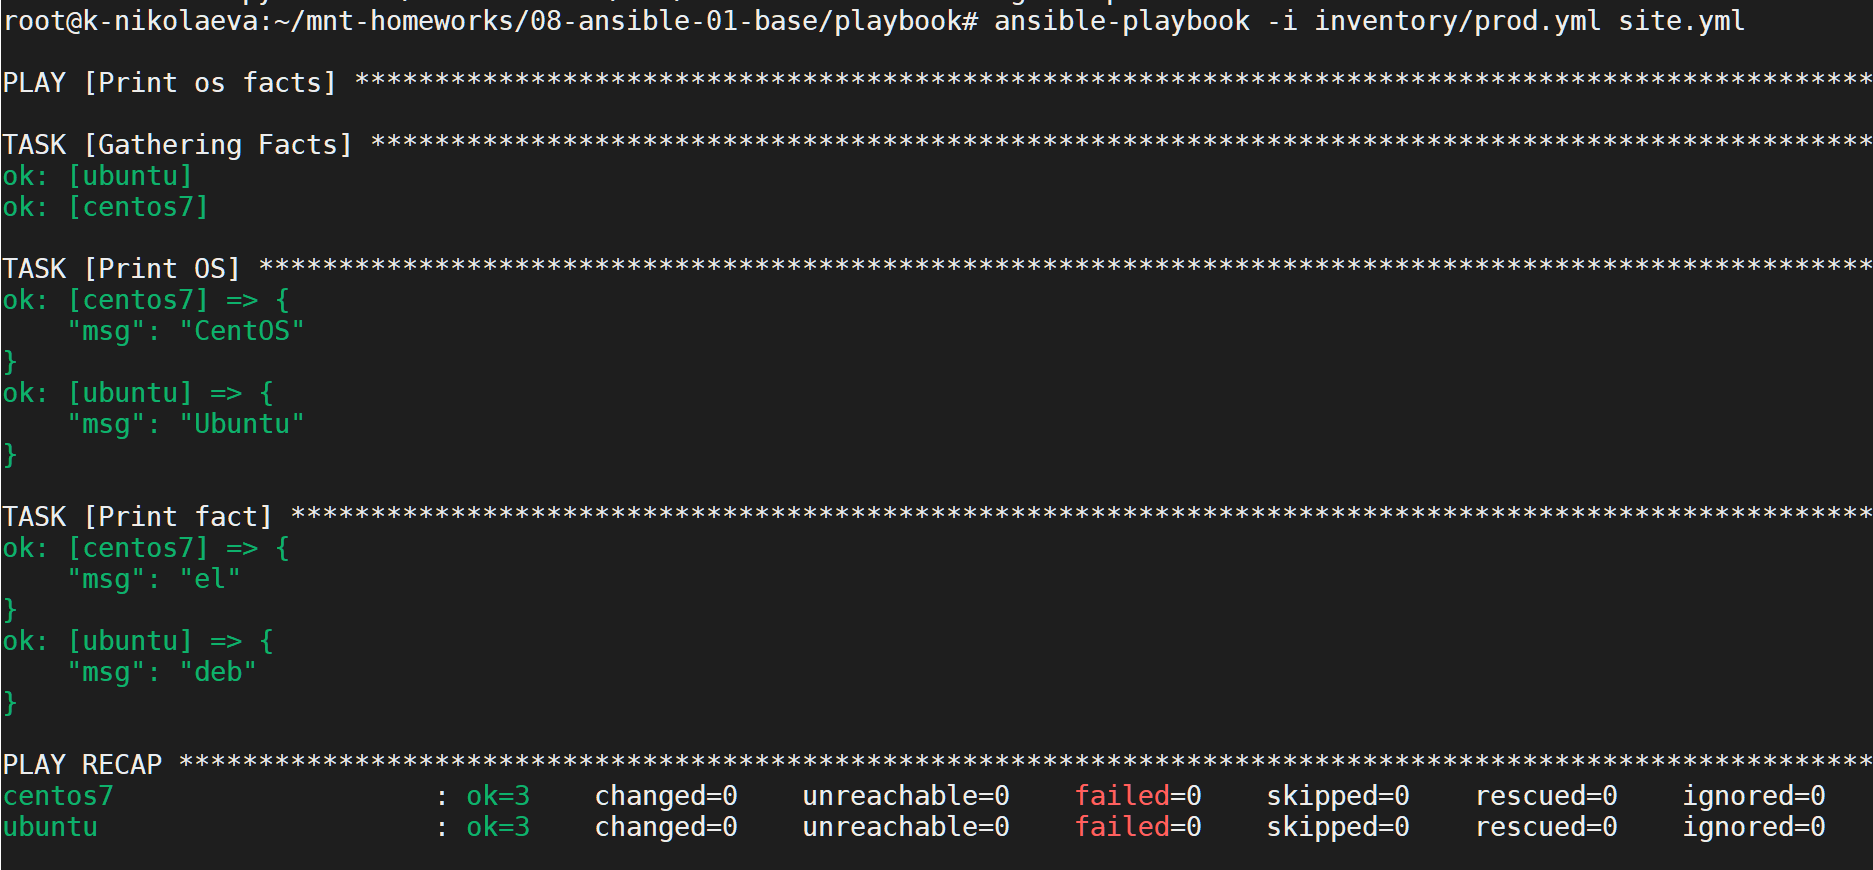 root@k-nikolaeva:~/mnt-homeworks/08-ansible-01-base/playbook# ansible-playbook -i inventory/prod.yml site.yml
PLAY [Print os facts] ***********************************************************************************************
TASK [Gathering Facts] **********************************************************************************************
ok: [ubuntu]
ok: [centos7]
TASK [Print OS] *****************************************************************************************************
ok: [centos7] => {
    "msg": "CentOS"
}
ok: [ubuntu] => {
    "msg": "Ubuntu"
}
TASK [Print fact] ***************************************************************************************************
ok: [centos7] => {
    "msg": "el"
}
ok: [ubuntu] => {
    "msg": "deb"
}
PLAY RECAP **********************************************************************************************************
centos7                    : ok=3    changed=0    unreachable=0    failed=0    skipped=0    rescued=0    ignored=0
ubuntu                     : ok=3    changed=0    unreachable=0    failed=0    skipped=0    rescued=0    ignored=0